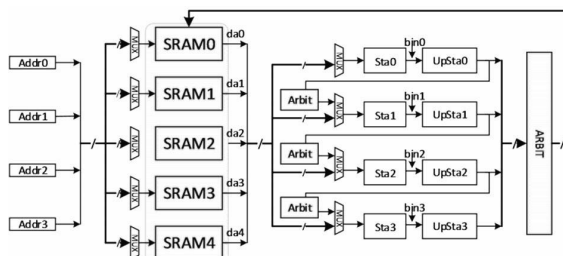 Addr0
Addr1
Addr2
Addr3
MUX
MUX
MUX
MUX
MUX
SRAM0
SRAM1
SRAM2
SRAM3
SRAM4
da0
da1
da2
da3
da4
MUX
MUX
MUX
MUX
Arbit
Arbit
Arbit
Sta0
Sta1
Sta2
Sta3
bin0
bin1
bin2
bin3
UpSta0
UpSta1
UpSta2
UpSta3
ARBIT